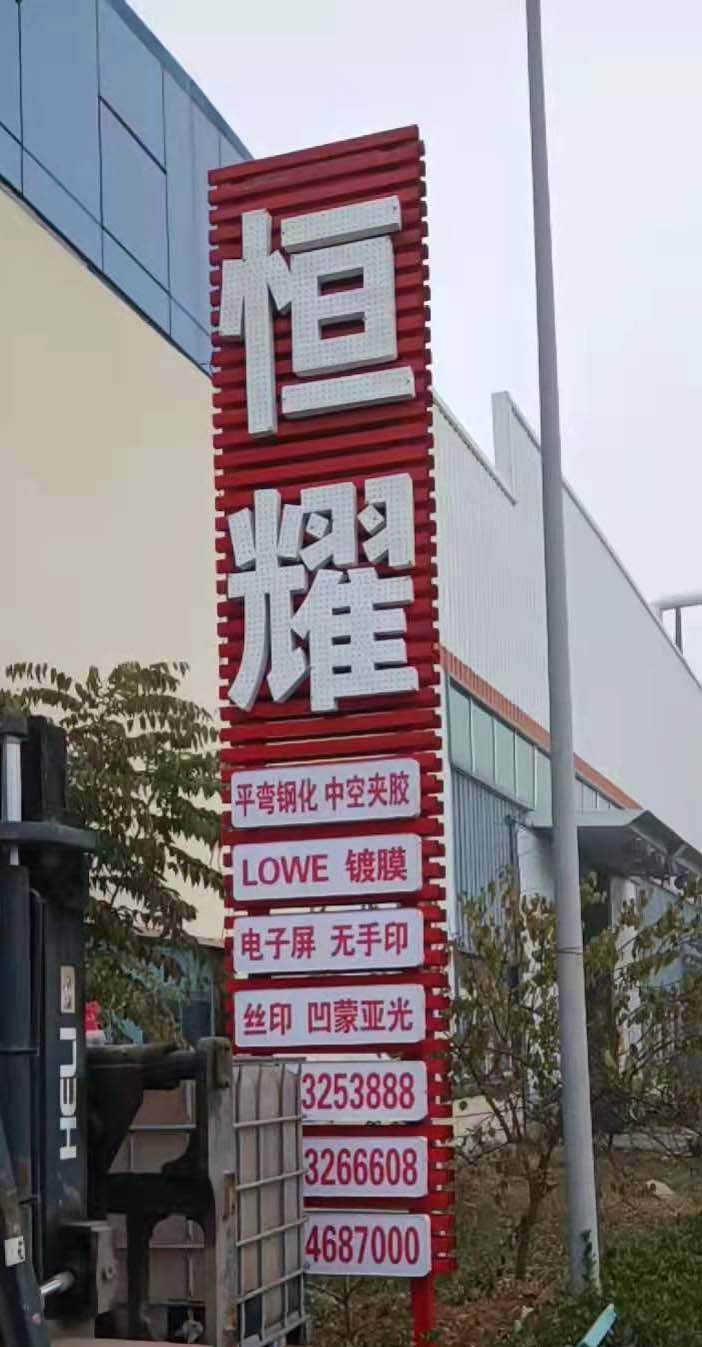 恒
耀
平弯钢化 中空夹胶
LOWE 镀膜
电子屏 无手印
丝印 凹蒙亚光
3253888
3266608
4687000
HELI